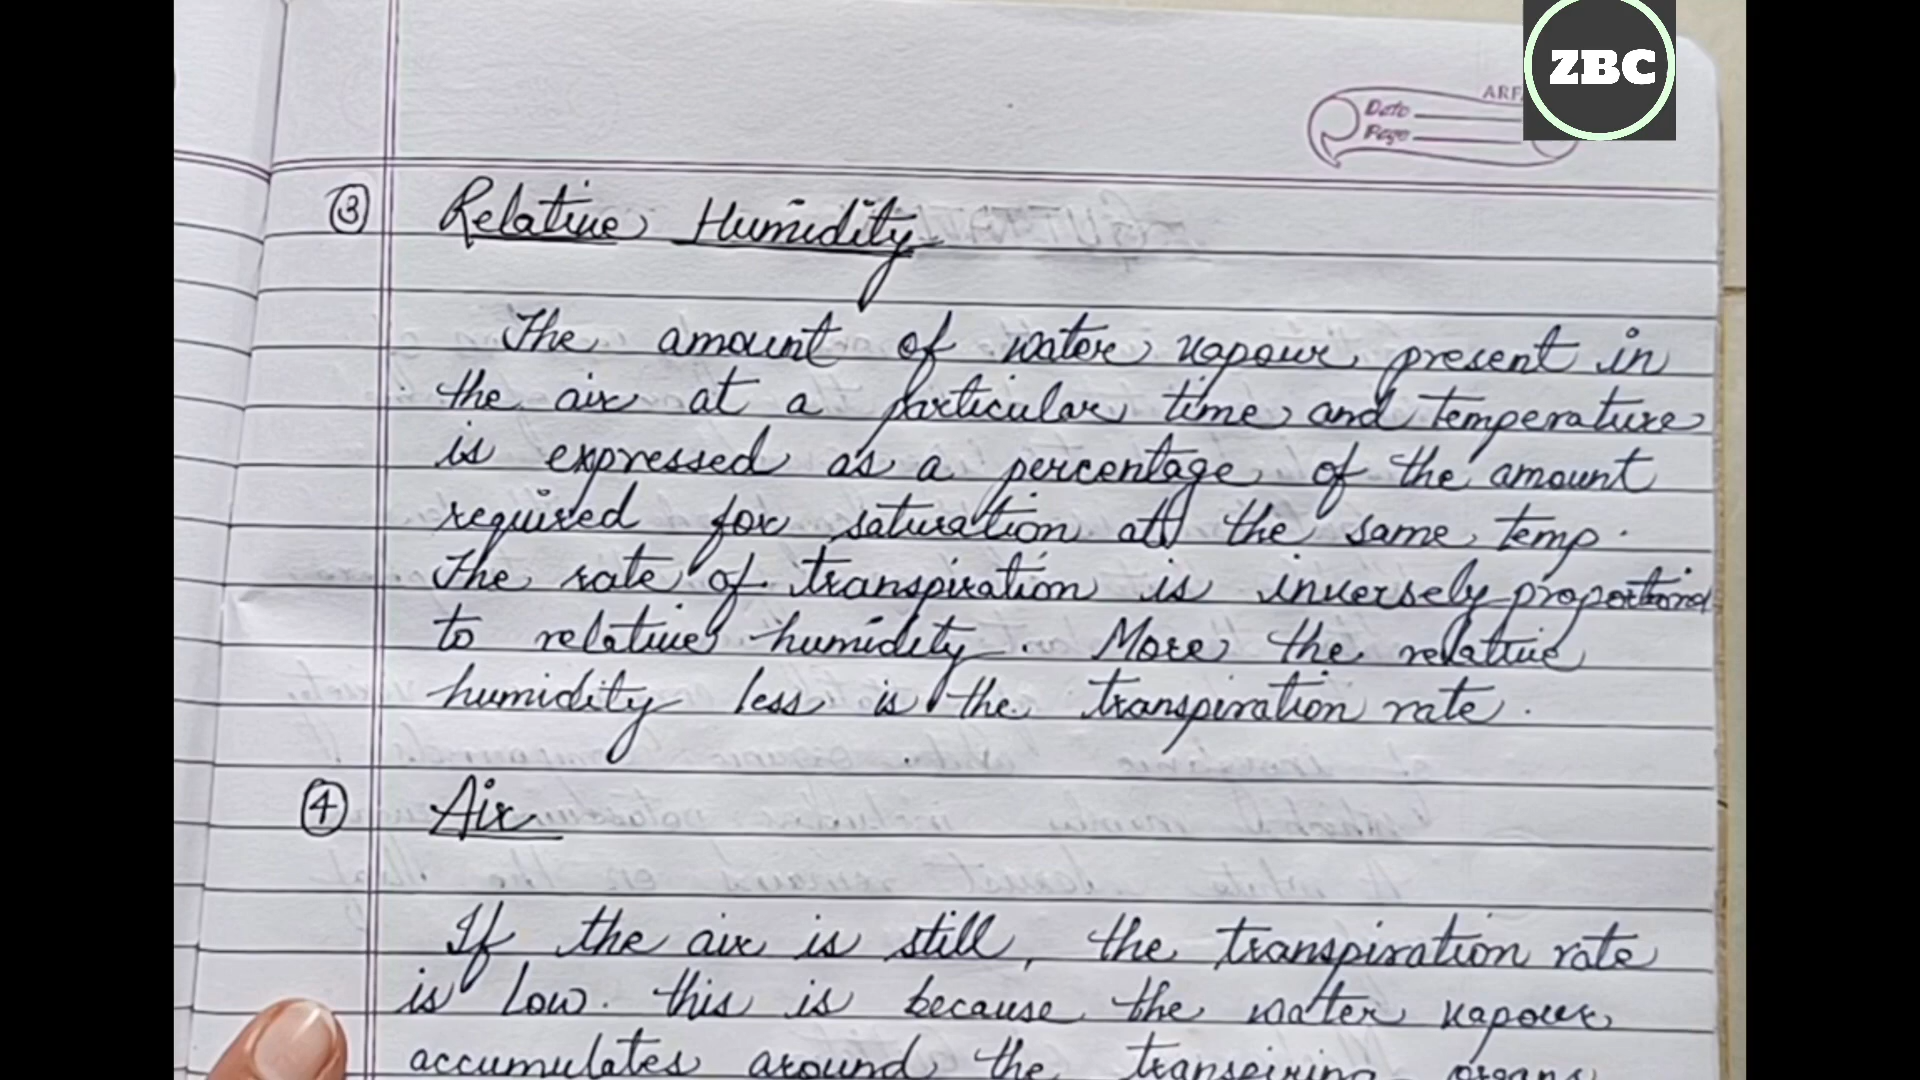 ZBC
ARF
Date
Page
③ Relative Humidity
The amount of water vapour present in
the air at a particular time and temperature
is expressed as a percentage of the amount
required for saturation at the same temp.
The rate of transpiration is inversely proportional
to relative humidity. More the relative
humidity less is the transpiration rate.
④ Air
If the air is still, the transpiration rate
is low. this is because the water vapour
accumulates around the transpiring organs